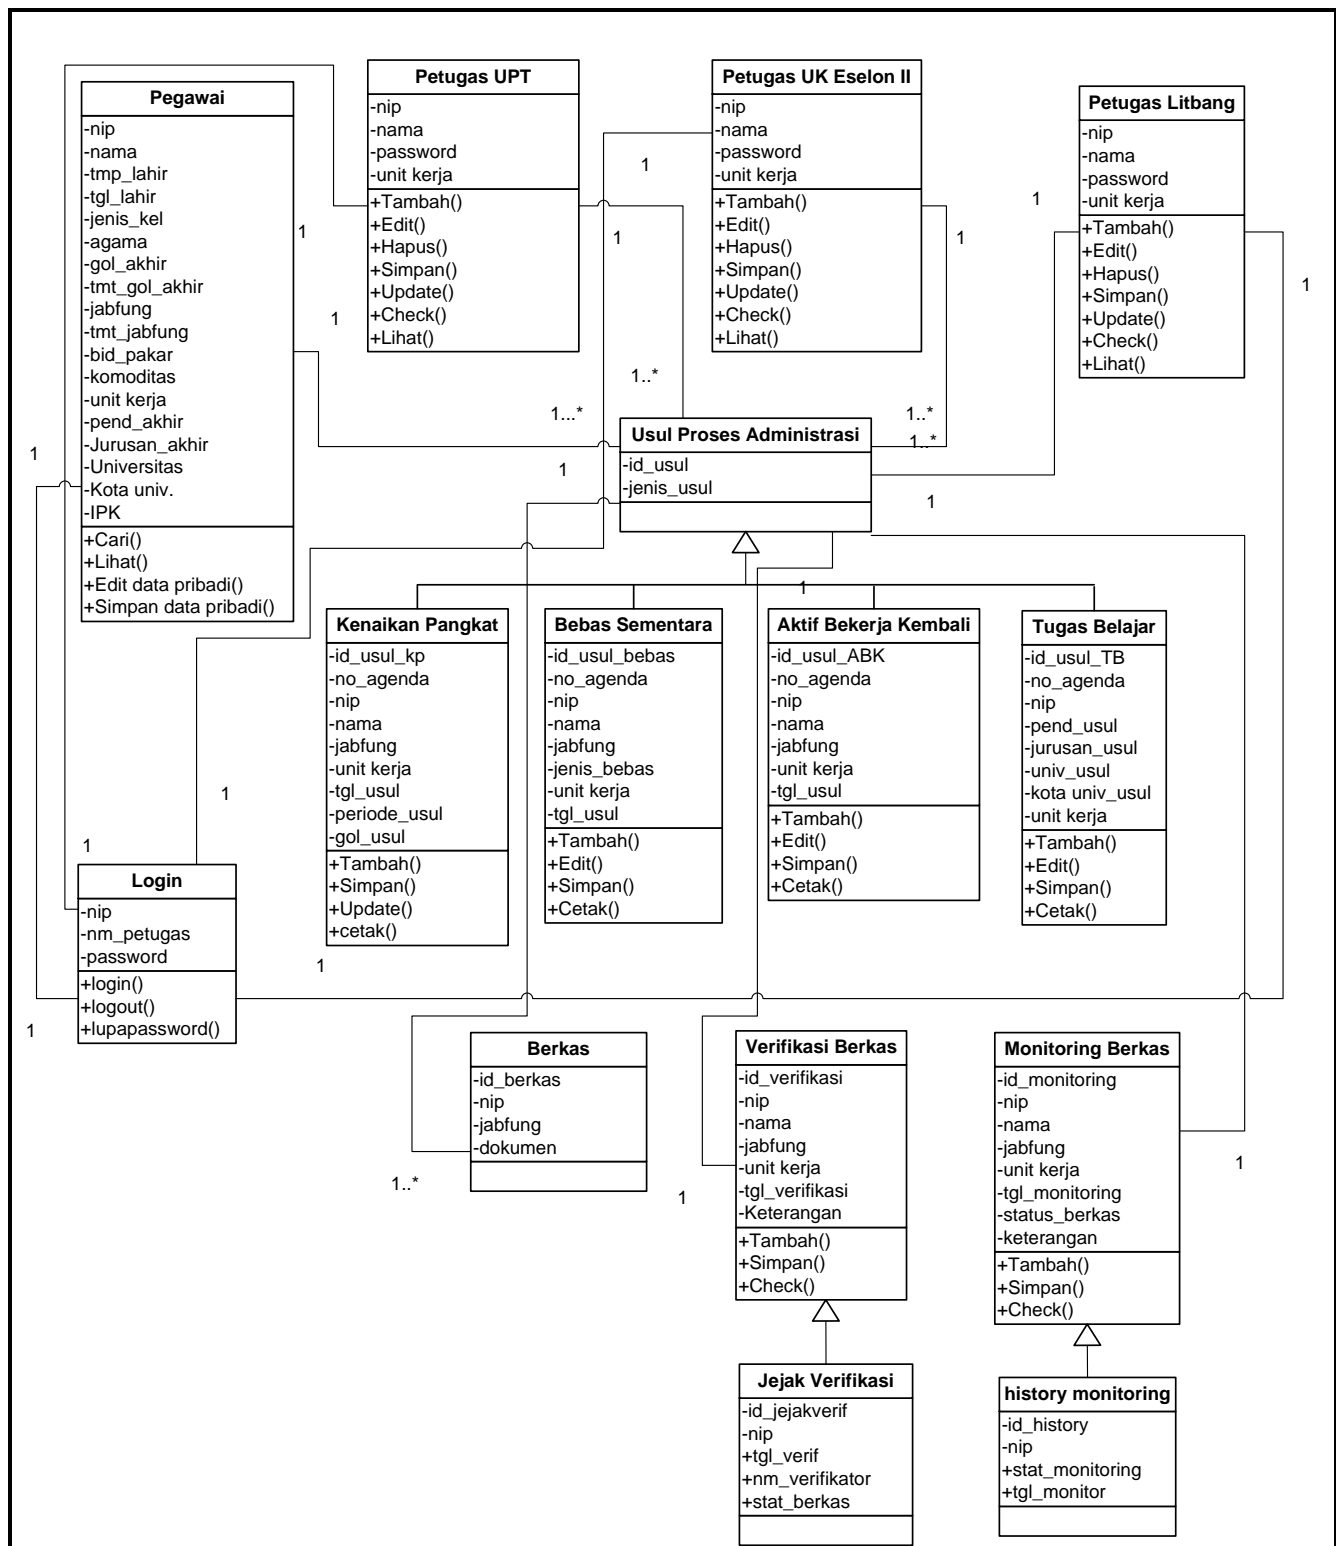 Pegawai
-nip
-nama
-tmp_lahir
-tgl_lahir
-jenis_kel
-agama
-gol_akhir
-tmt_gol_akhir
-jabfung
-tmt_jabfung
-bid_pakar
-komoditas
-unit kerja
-pend_akhir
-Jurusan_akhir
-Universitas
-Kota univ.
-IPK
+Cari()
+Lihat()
+Edit data pribadi()
+Simpan data pribadi()
Petugas UPT
-nip
-nama
-password
-unit kerja
+Tambah()
+Edit()
+Hapus()
+Simpan()
+Update()
+Check()
+Lihat()
Petugas UK Eselon II
-nip
-nama
-password
-unit kerja
+Tambah()
+Edit()
+Hapus()
+Simpan()
+Update()
+Check()
+Lihat()
Petugas Litbang
-nip
-nama
-password
-unit kerja
+Tambah()
+Edit()
+Hapus()
+Simpan()
+Update()
+Check()
+Lihat()
1
1
1
1
1
1
1
1..*
1...*
1..*
1..*
1
1
1
1
Usul Proses Administrasi
-id_usul
-jenis_usul
1
Kenaikan Pangkat
-id_usul_kp
-no_agenda
-nip
-nama
-jabfung
-unit kerja
-tgl_usul
-periode_usul
-gol_usul
+Tambah()
+Simpan()
+Update()
+cetak()
Bebas Sementara
-id_usul_bebas
-no_agenda
-nip
-nama
-jabfung
-jenis_bebas
-unit kerja
-tgl_usul
+Tambah()
+Edit()
+Simpan()
+Cetak()
Aktif Bekerja Kembali
-id_usul_ABK
-no_agenda
-nip
-nama
-jabfung
-unit kerja
-tgl_usul
+Tambah()
+Edit()
+Simpan()
+Cetak()
Tugas Belajar
-id_usul_TB
-no_agenda
-nip
-pend_usul
-jurusan_usul
-univ_usul
-kota univ_usul
-unit kerja
+Tambah()
+Edit()
+Simpan()
+Cetak()
1
1
Login
-nip
-nm_petugas
-password
+login()
+logout()
+lupapassword()
1
Berkas
-id_berkas
-nip
-jabfung
-dokumen
1..*
Verifikasi Berkas
-id_verifikasi
-nip
-nama
-jabfung
-unit kerja
-tgl_verifikasi
-Keterangan
+Tambah()
+Simpan()
+Check()
1
Monitoring Berkas
-id_monitoring
-nip
-nama
-jabfung
-unit kerja
-tgl_monitoring
-status_berkas
-keterangan
+Tambah()
+Simpan()
+Check()
1
Jejak Verifikasi
-id_jejakverif
-nip
+tgl_verif
+nm_verifikator
+stat_berkas
history monitoring
-id_history
-nip
+stat_monitoring
+tgl_monitor